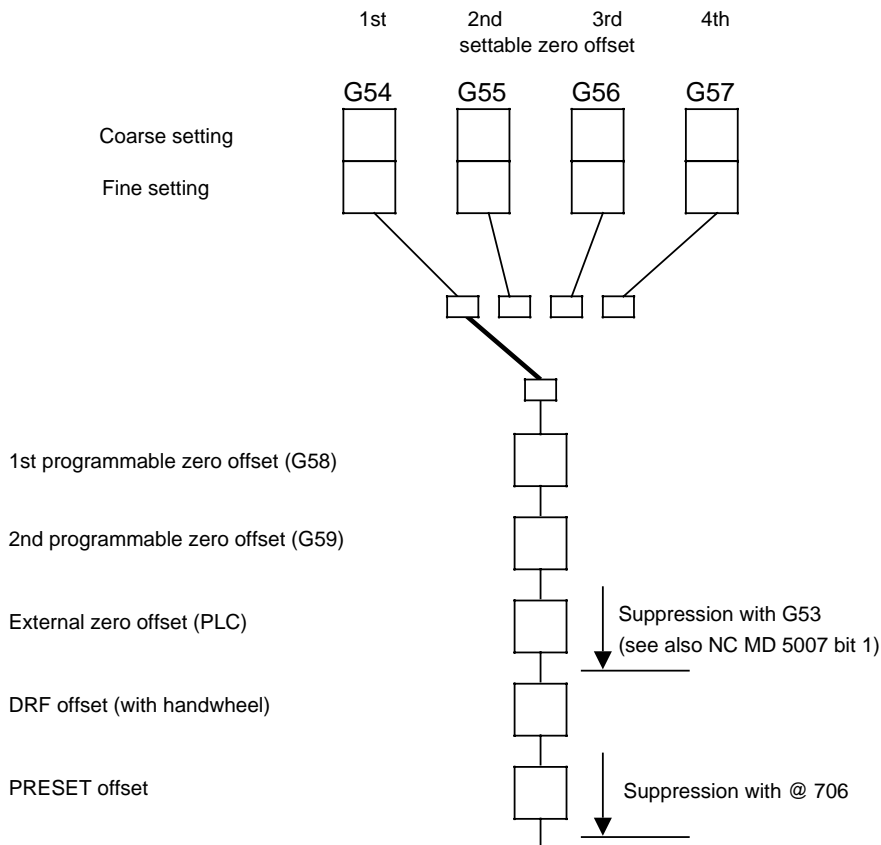 1st 2nd 3rd 4th
settable zero offset
G54 G55 G56 G57
Coarse setting
Fine setting
1st programmable zero offset (G58)
2nd programmable zero offset (G59)
External zero offset (PLC)
Suppression with G53
(see also NC MD 5007 bit 1)
DRF offset (with handwheel)
PRESET offset
Suppression with @ 706